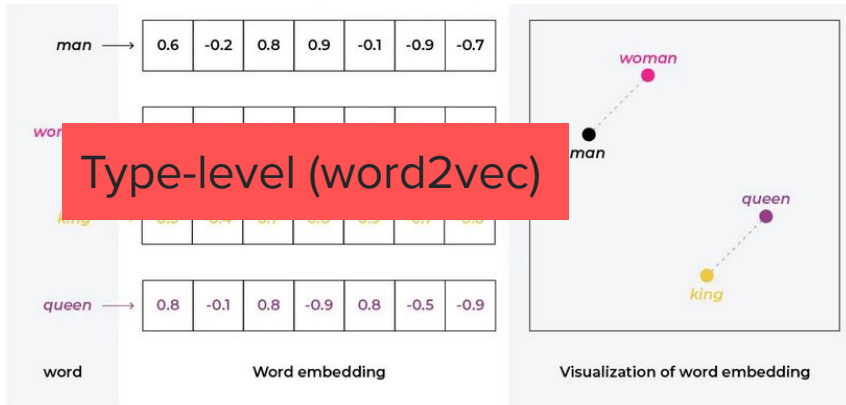 man → 0.6 -0.2 0.8 0.9 -0.1 -0.9 -0.7
Type-level (word2vec)
queen → 0.8 -0.1 0.8 -0.9 0.8 -0.5 -0.9
word
Word embedding
woman
man
queen
king
Visualization of word embedding